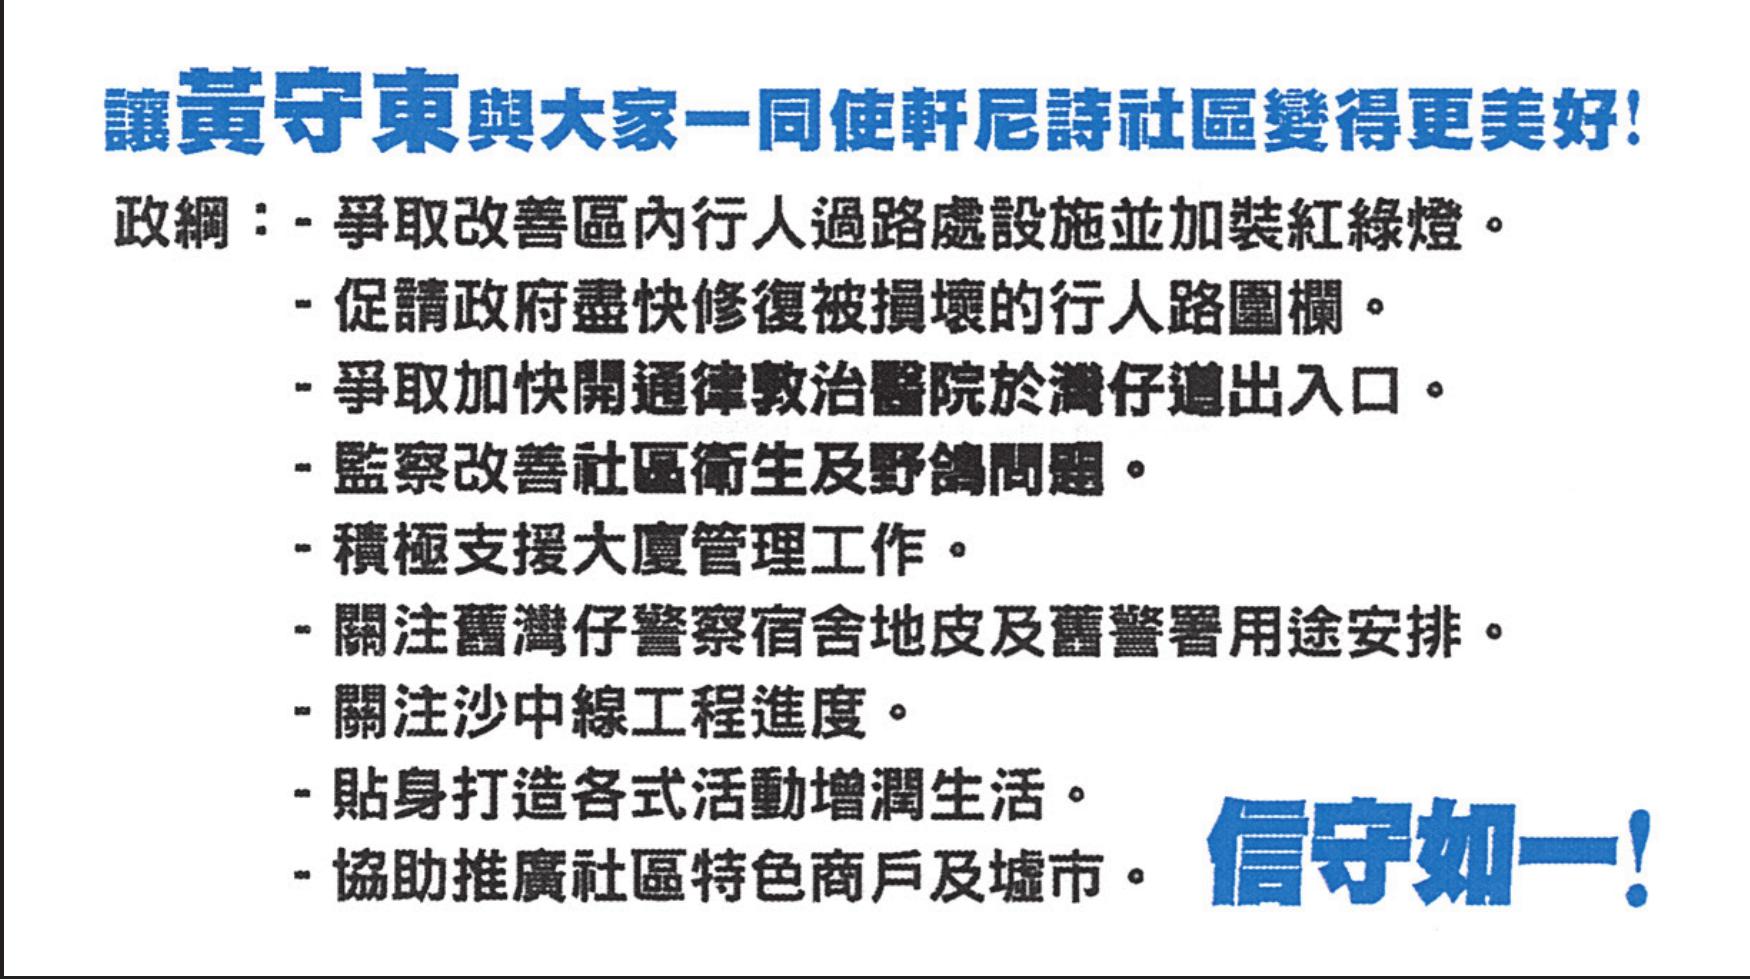 讓黃守東與大家一同使軒尼詩社區變得更美好!
政綱：- 爭取改善區內行人過路處設施並加裝紅綠燈。
- 促請政府盡快修復被損壞的行人路圍欄。
- 爭取加快開通律敦治醫院於灣仔道出入口。
- 監察改善社區衛生及野鴿問題。
- 積極支援大廈管理工作。
- 關注舊灣仔警察宿舍地皮及舊警署用途安排。
- 關注沙中線工程進度。
- 貼身打造各式活動增潤生活。
- 協助推廣社區特色商戶及墟市。
信守如一!